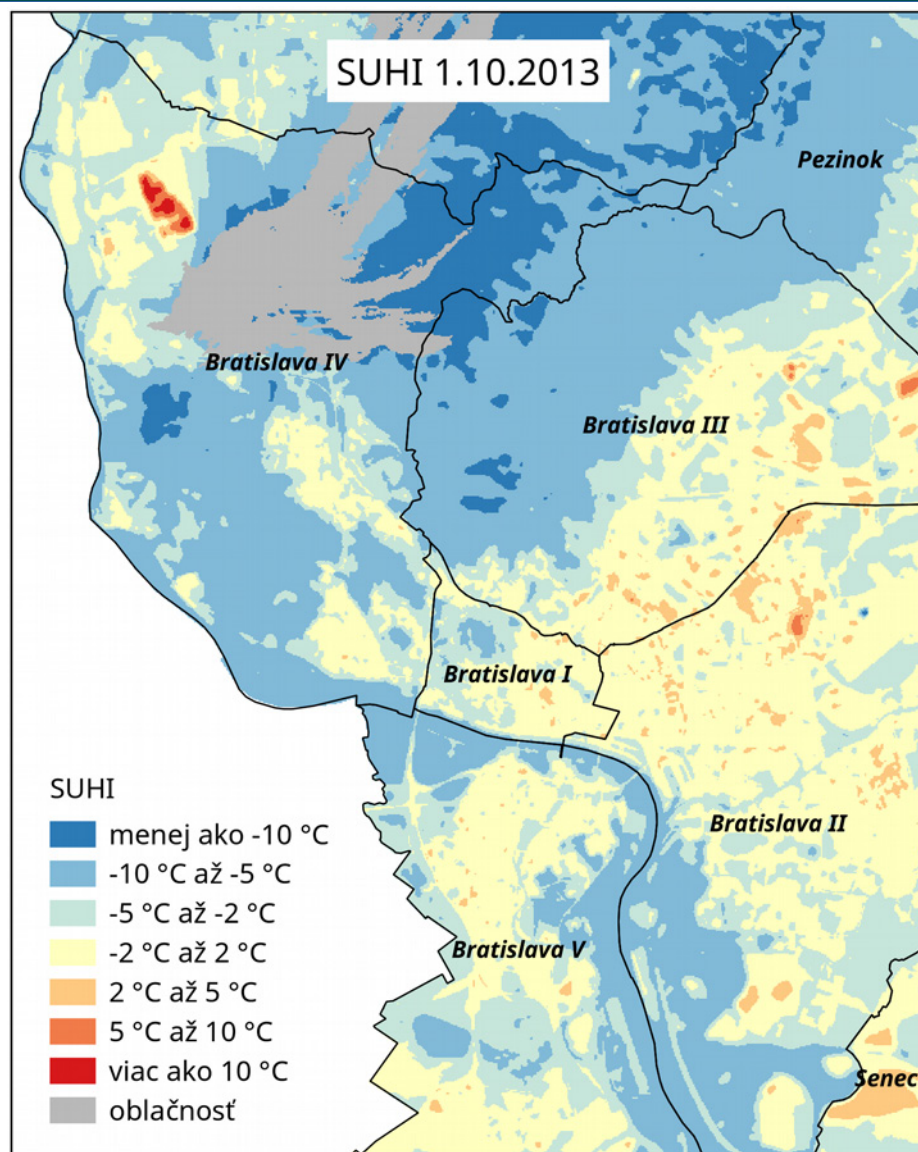 SUHI 1.10.2013
Pezinok
Bratislava IV
Bratislava III
Bratislava I
Bratislava II
Bratislava V
Senec
SUHI
menej ako -10 °C
-10 °C až -5 °C
-5 °C až -2 °C
-2 °C až 2 °C
2 °C až 5 °C
5 °C až 10 °C
viac ako 10 °C
oblačnosť